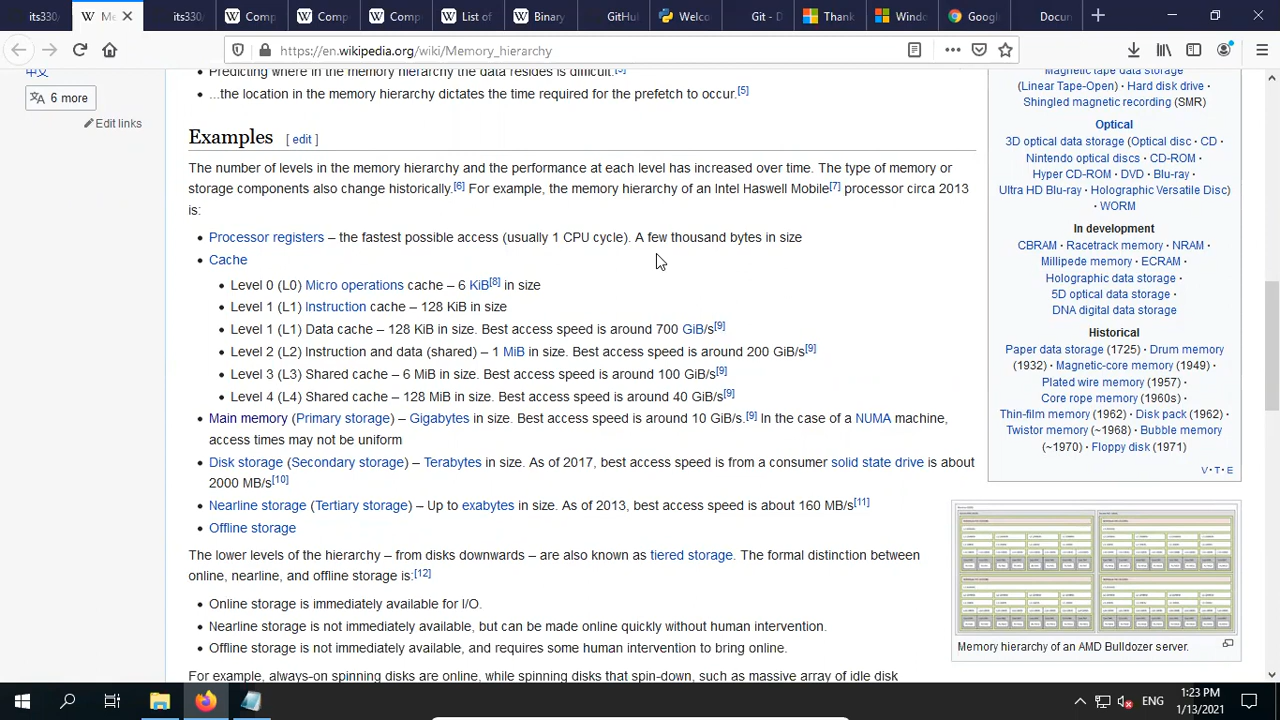 its330/
Me
its330/
Comp
Comp
Comp
List of
Binary
GitHub
Welco
Git - D
Thank
Windo
Google
Docun
https://en.wikipedia.org/wiki/Memory_hierarchy
中文
6 more
Edit links
Predicting where in the memory hierarchy the data resides is difficult.[5]
...the location in the memory hierarchy dictates the time required for the prefetch to occur.[5]
Examples [ edit ]
The number of levels in the memory hierarchy and the performance at each level has increased over time. The type of memory or
storage components also change historically.[6] For example, the memory hierarchy of an Intel Haswell Mobile[7] processor circa 2013
is:
Processor registers – the fastest possible access (usually 1 CPU cycle). A few thousand bytes in size
Cache
Level 0 (L0) Micro operations cache – 6 KiB[8] in size
Level 1 (L1) Instruction cache – 128 KiB in size
Level 1 (L1) Data cache – 128 KiB in size. Best access speed is around 700 GiB/s[9]
Level 2 (L2) Instruction and data (shared) – 1 MiB in size. Best access speed is around 200 GiB/s[9]
Level 3 (L3) Shared cache – 6 MiB in size. Best access speed is around 100 GiB/s[9]
Level 4 (L4) Shared cache – 128 MiB in size. Best access speed is around 40 GiB/s[9]
Main memory (Primary storage) – Gigabytes in size. Best access speed is around 10 GiB/s.[9] In the case of a NUMA machine,
access times may not be uniform
Disk storage (Secondary storage) – Terabytes in size. As of 2017, best access speed is from a consumer solid state drive is about
2000 MB/s[10]
Nearline storage (Tertiary storage) – Up to exabytes in size. As of 2013, best access speed is about 160 MB/s[11]
Offline storage
The lower levels of the hierarchy – from disks downwards – are also known as tiered storage. The formal distinction between
online, nearline, and offline storage is:[12]
Online storage is immediately available for I/O.
Nearline storage is not immediately available, but can be made online quickly without human intervention.
Offline storage is not immediately available, and requires some human intervention to bring online.
For example, always-on spinning disks are online, while spinning disks that spin-down, such as massive array of idle disk
Magnetic tape data storage
(Linear Tape-Open) · Hard disk drive ·
Shingled magnetic recording (SMR)
Optical
3D optical data storage (Optical disc · CD ·
Nintendo optical discs · CD-ROM ·
Hyper CD-ROM · DVD · Blu-ray ·
Ultra HD Blu-ray · Holographic Versatile Disc)
· WORM
In development
CBRAM · Racetrack memory · NRAM ·
Millipede memory · ECRAM ·
Holographic data storage ·
5D optical data storage ·
DNA digital data storage
Historical
Paper data storage (1725) · Drum memory
(1932) · Magnetic-core memory (1949) ·
Plated wire memory (1957) ·
Core rope memory (1960s) ·
Thin-film memory (1962) · Disk pack (1962) ·
Twistor memory (~1968) · Bubble memory
(~1970) · Floppy disk (1971)
V·T·E
Memory hierarchy of an AMD Bulldozer server.
ENG
1:23 PM
1/13/2021